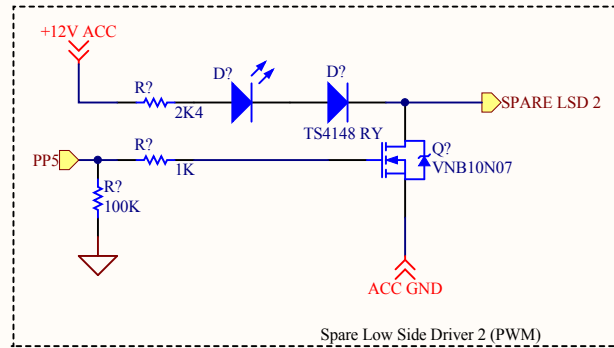 +12V ACC
D?
D?
R?
2K4
TS4148 RY
SPARE LSD 2
PP5
R?
1K
Q?
VNB10N07
R?
100K
ACC GND
Spare Low Side Driver 2 (PWM)